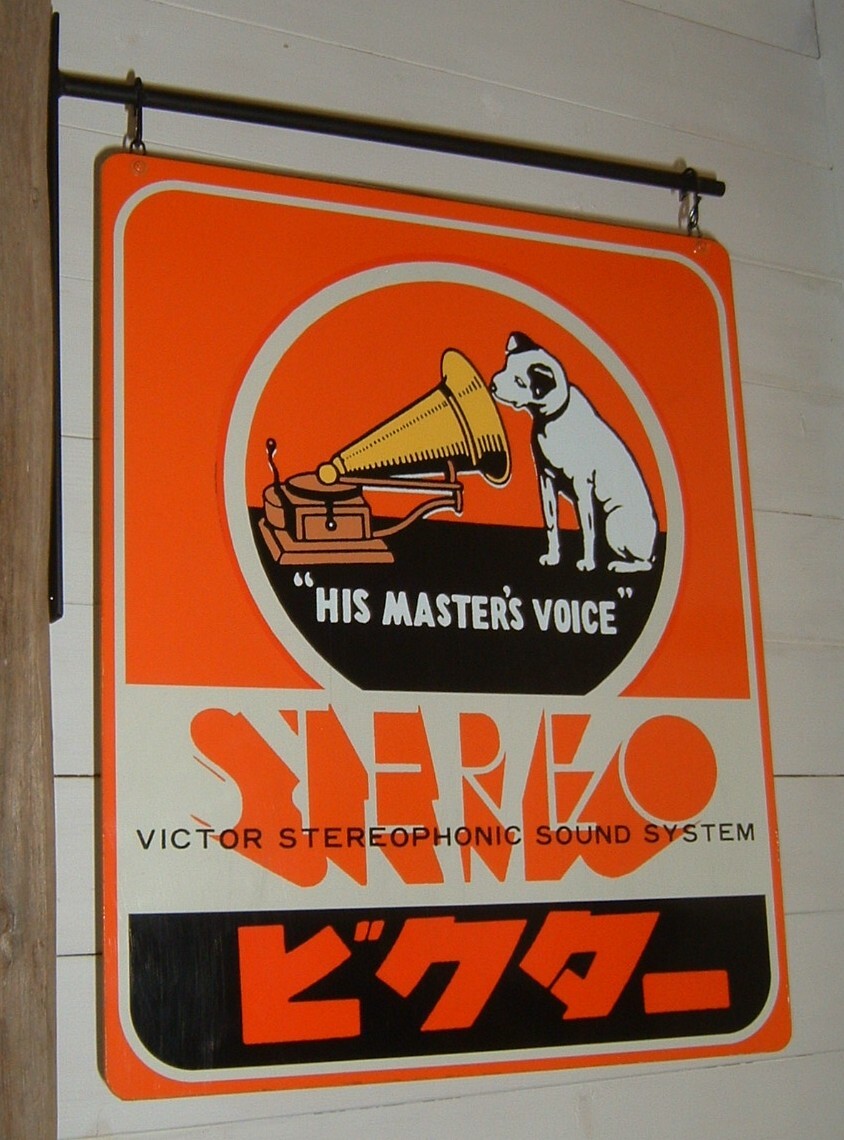 "HIS MASTER'S VOICE"
STEREO
VICTOR STEREOPHONIC SOUND SYSTEM
ビクター